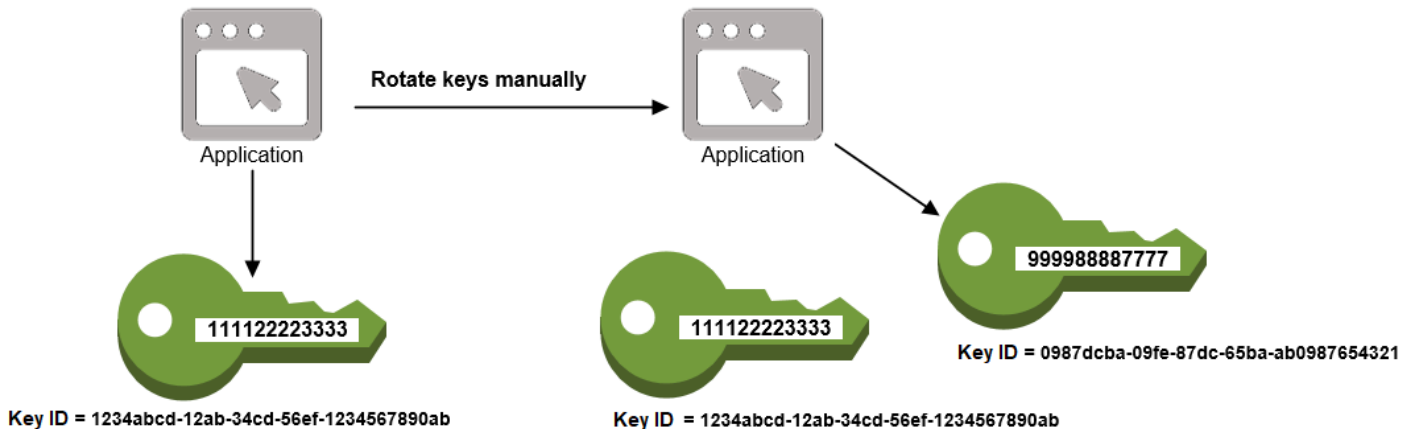 Rotate keys manually
Application
Application
999988887777
111122223333
111122223333
Key ID = 0987dcba-09fe-87dc-65ba-ab0987654321
Key ID = 1234abcd-12ab-34cd-56ef-1234567890ab
Key ID = 1234abcd-12ab-34cd-56ef-1234567890ab